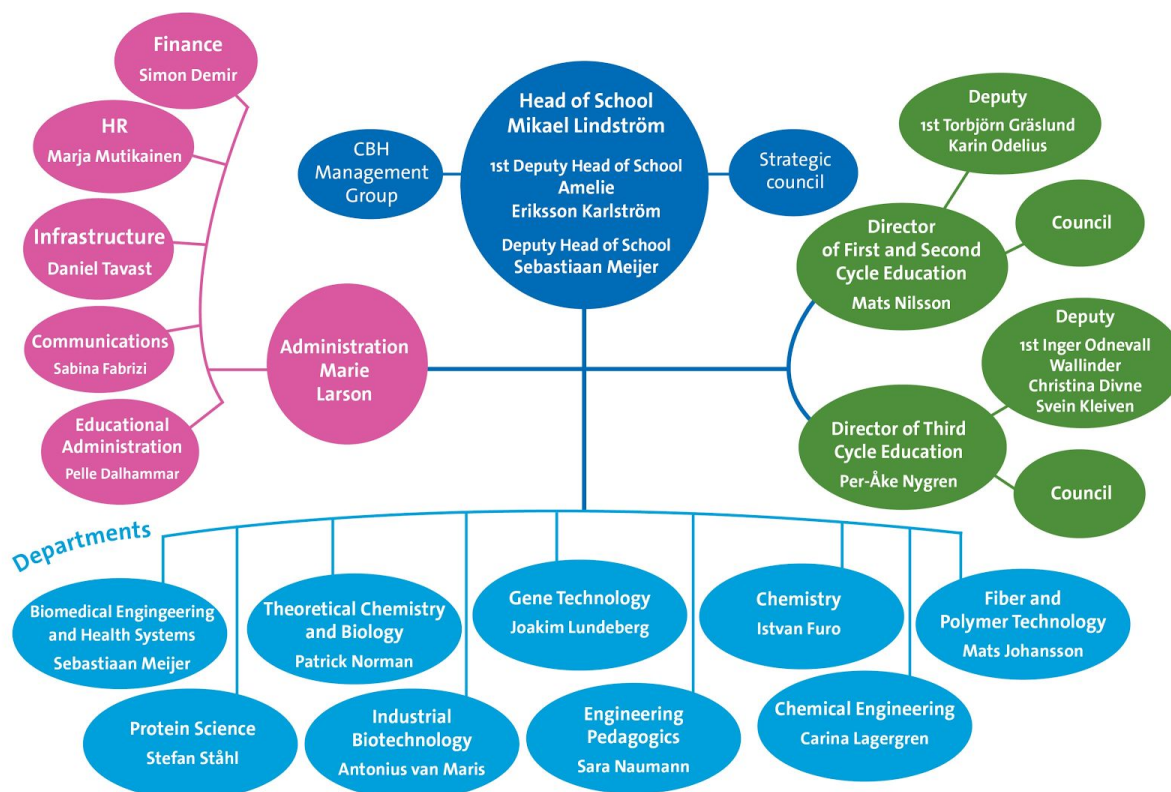 Finance
Simon Demir
HR
Marja Mutikainen
Infrastructure
Daniel Tavast
Communications
Sabina Fabrizi
Educational
Administration
Pelle Dalhammar
Administration
Marie
Larson
CBH
Management
Group
Head of School
Mikael Lindström
1st Deputy Head of School
Amelie
Eriksson Karlström
Deputy Head of School
Sebastiaan Meijer
Strategic
council
Deputy
1st Torbjörn Gräslund
Karin Odelius
Director
of First and Second
Cycle Education
Mats Nilsson
Council
Deputy
1st Inger Odnevall
Wallinder
Christina Divne
Svein Kleiven
Director of Third
Cycle Education
Per-Åke Nygren
Council
Departments
Biomedical Engingeering
and Health Systems
Sebastiaan Meijer
Theoretical Chemistry
and Biology
Patrick Norman
Gene Technology
Joakim Lundeberg
Chemistry
Istvan Furo
Fiber and
Polymer Technology
Mats Johansson
Protein Science
Stefan Ståhl
Industrial
Biotechnology
Antonius van Maris
Engineering
Pedagogics
Sara Naumann
Chemical Engineering
Carina Lagergren